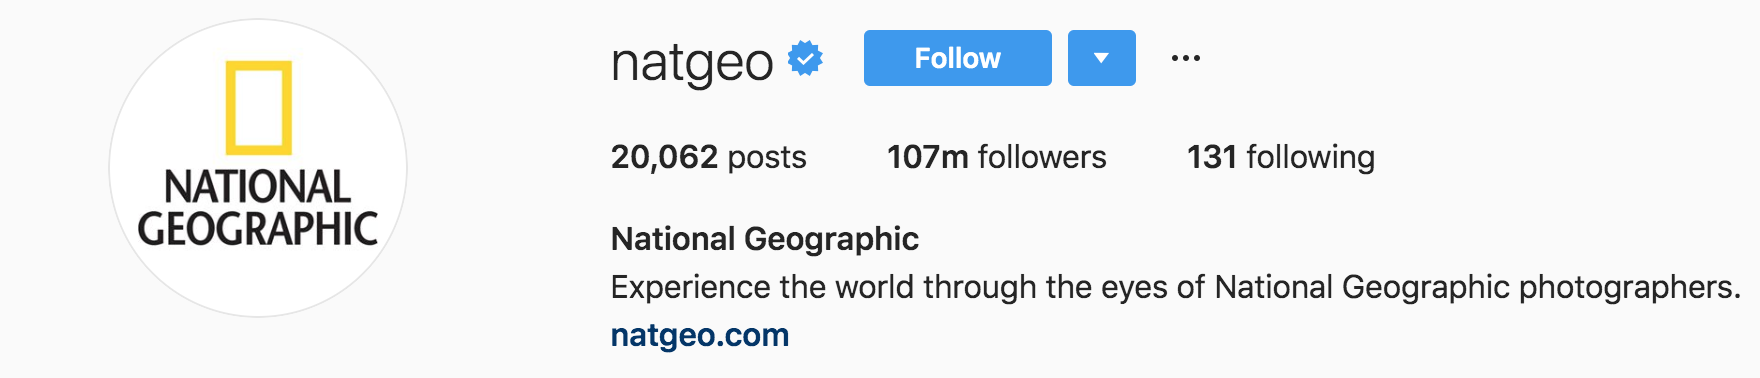 NATIONAL
GEOGRAPHIC
natgeo Follow
20,062 posts 107m followers 131 following
National Geographic
Experience the world through the eyes of National Geographic photographers.
natgeo.com